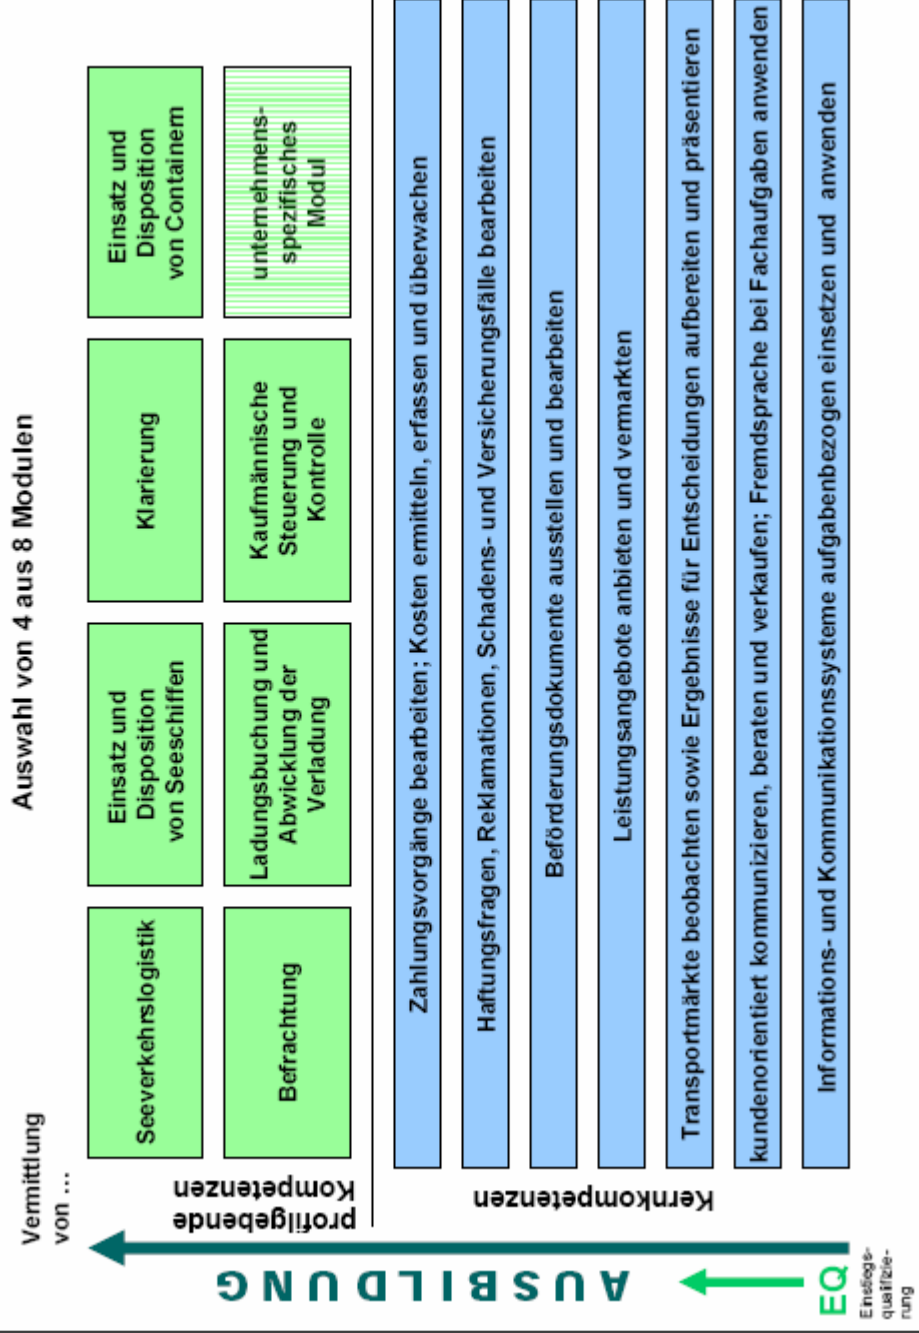 Auswahl von 4 aus 8 Modulen
Vermittlung
von ...
Seeverkehrslogistik
Einsatz und
Disposition
von Seeschiffen
Klarierung
Einsatz und
Disposition
von Containern
Befrachtung
Ladungsbuchung und
Abwicklung der
Verladung
Kaufmännische
Steuerung und
Kontrolle
unternehmens-
spezifisches
Modul
profilgebende
Kompetenzen
Zahlungsvorgänge bearbeiten; Kosten ermitteln, erfassen und überwachen
Haftungsfragen, Reklamationen, Schadens- und Versicherungsfälle bearbeiten
Beförderungsdokumente ausstellen und bearbeiten
Leistungsangebote anbieten und vermarkten
Transportmärkte beobachten sowie Ergebnisse für Entscheidungen aufbereiten und präsentieren
kundenorientiert kommunizieren, beraten und verkaufen; Fremdsprache bei Fachaufgaben anwenden
Informations- und Kommunikationssysteme aufgabenbezogen einsetzen und anwenden
Kernkompetenzen
AUSBILDUNG
EQ
Einstiegs-
qualifizie-
rung